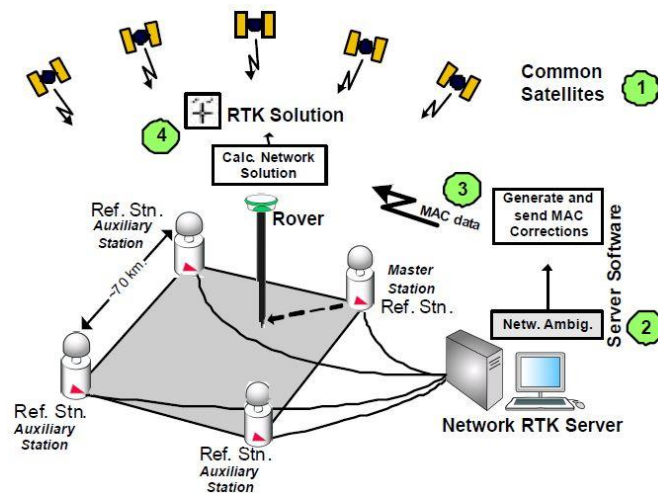 Common
Satellites
1
4
RTK Solution
Calc. Network
Solution
3
MAC data
Generate and
send MAC
Corrections
Server Software
Rover
Ref. Stn.
Auxiliary
Station
~70 km.
Master
Station
Ref. Stn.
Netw. Ambig.
2
Ref. Stn.
Auxiliary
Station
Ref. Stn.
Auxiliary
Station
Network RTK Server